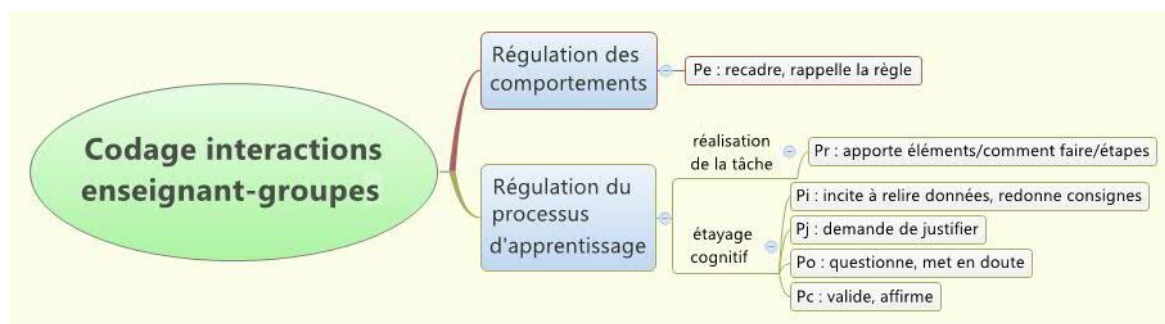 Codage interactions
enseignant-groupes
Régulation des
comportements
Pe : recadre, rappelle la règle
Régulation du
processus
d'apprentissage
réalisation
de la tâche
Pr : apporte éléments/comment faire/étapes
étayage
cognitif
Pi : incite à relire données, redonne consignes
Pj : demande de justifier
Po : questionne, met en doute
Pc : valide, affirme